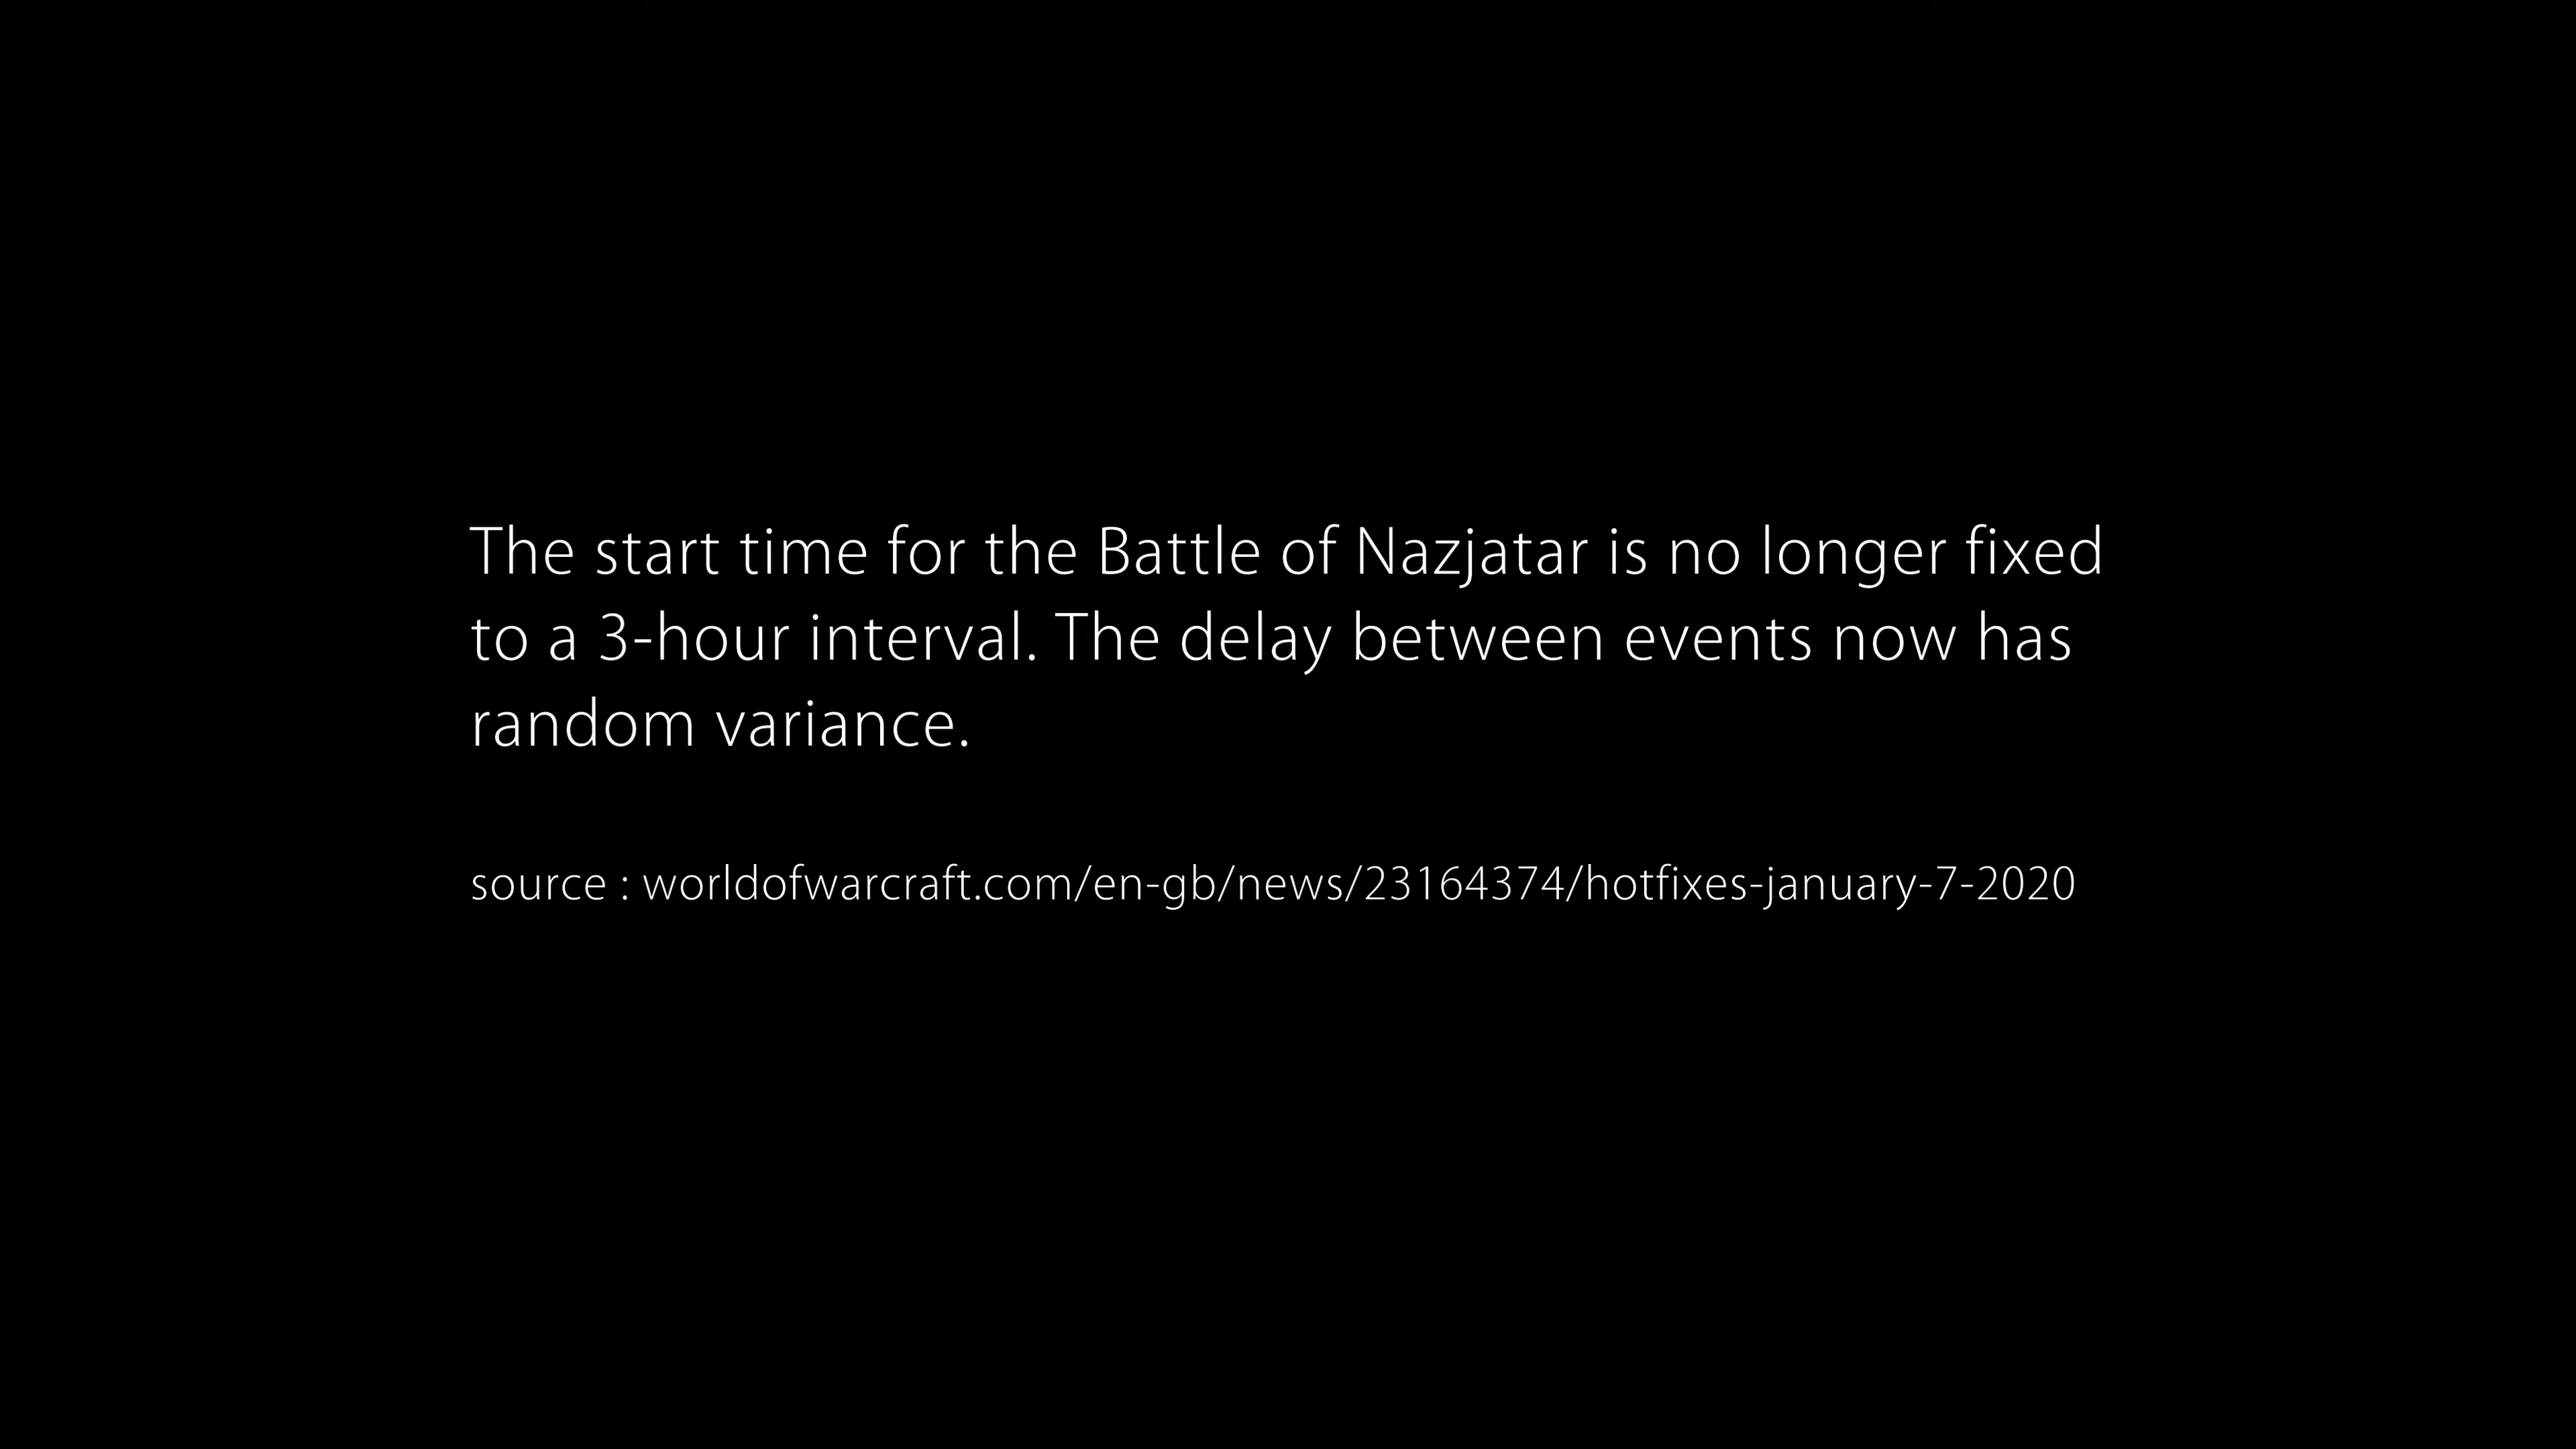 The start time for the Battle of Nazjatar is no longer fixed
to a 3-hour interval. The delay between events now has
random variance.
source : worldofwarcraft.com/en-gb/news/23164374/hotfixes-january-7-2020